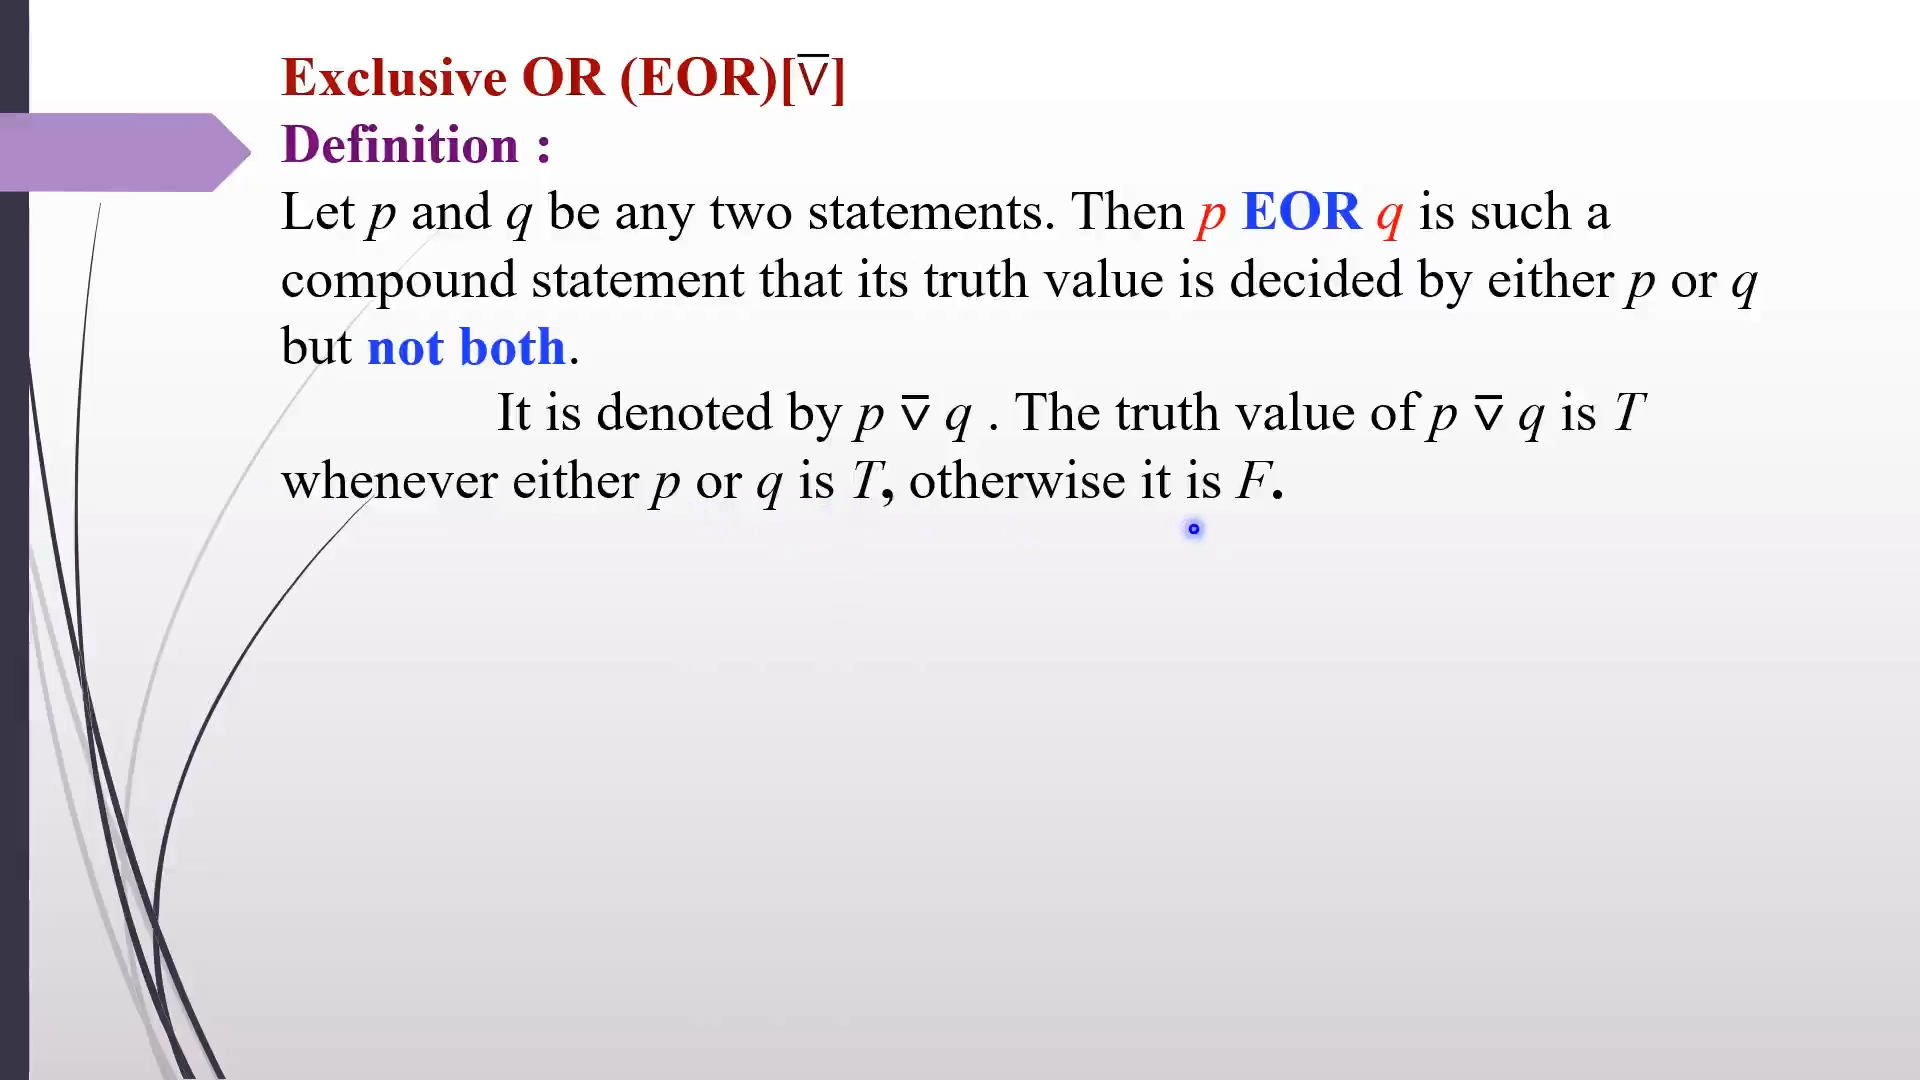 Exclusive OR (EOR)[⊽]
Definition :
Let p and q be any two statements. Then p EOR q is such a
compound statement that its truth value is decided by either p or q
but not both.
It is denoted by p ⊽ q . The truth value of p ⊽ q is T
whenever either p or q is T, otherwise it is F.